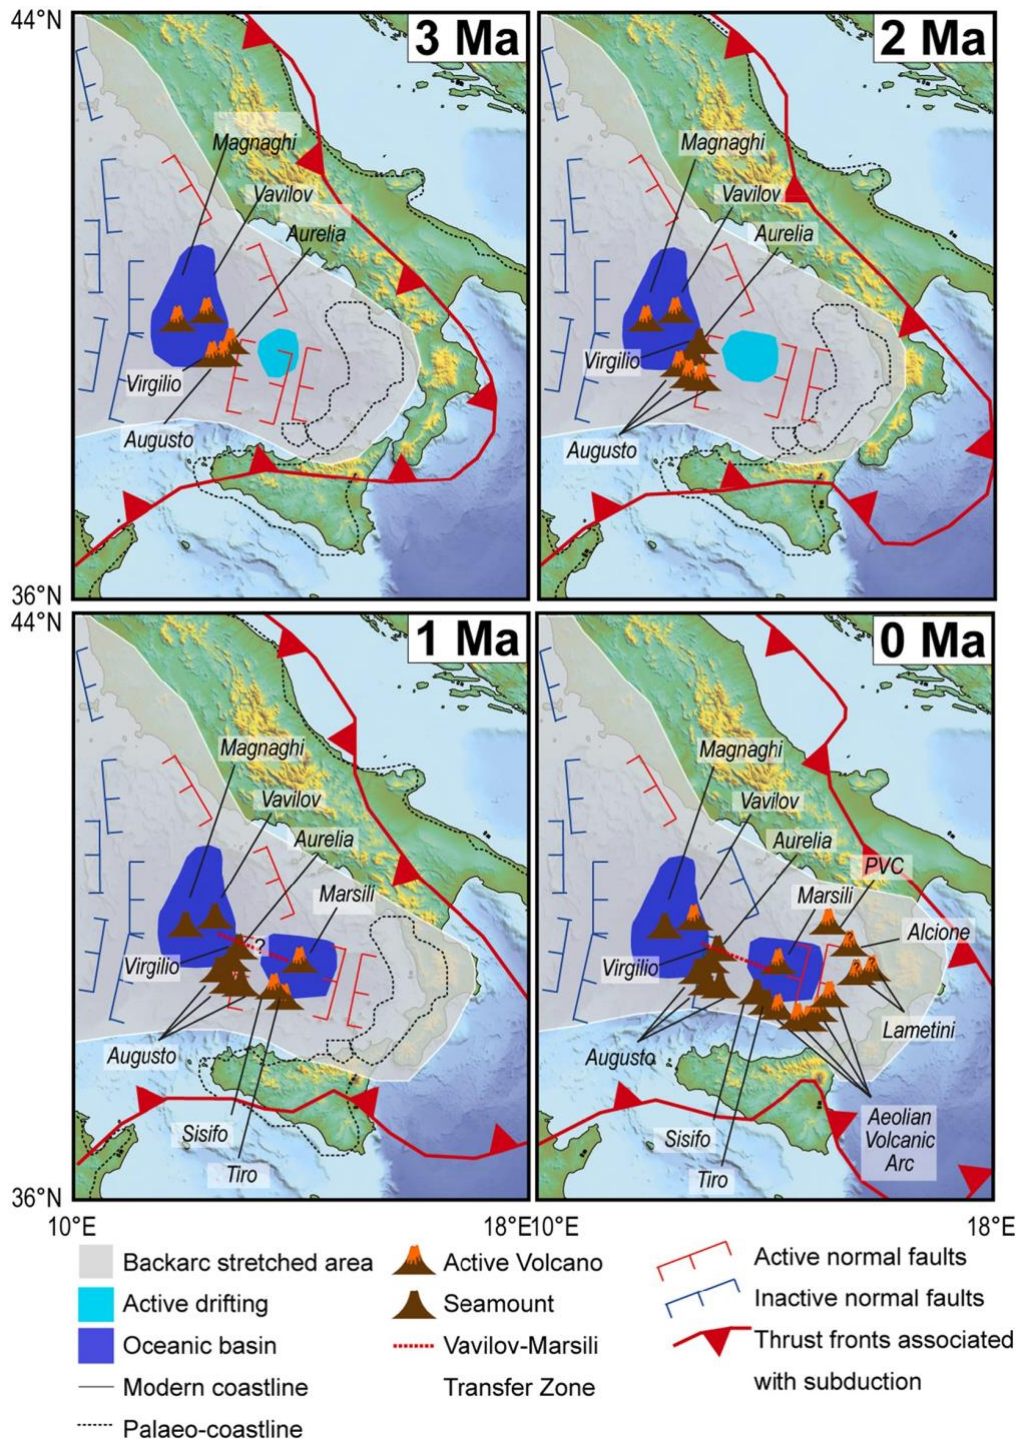 44°N
3 Ma
Magnaghi
Vavilov
Aurelia
Virgilio
Augusto
2 Ma
Magnaghi
Vavilov
Aurelia
Virgilio
Augusto
36°N
44°N
1 Ma
Magnaghi
Vavilov
Aurelia
Marsili
?
Virgilio
Augusto
Sisifo
Tiro
0 Ma
Magnaghi
Vavilov
Aurelia
PVC
Marsili
Alcione
Virgilio
Lametini
Augusto
Aeolian
Volcanic
Arc
Sisifo
Tiro
36°N
10°E
18°E
10°E
18°E
Backarc stretched area
Active drifting
Oceanic basin
Modern coastline
Palaeo-coastline
Active Volcano
Seamount
Vavilov-Marsili
Transfer Zone
Active normal faults
Inactive normal faults
Thrust fronts associated
with subduction